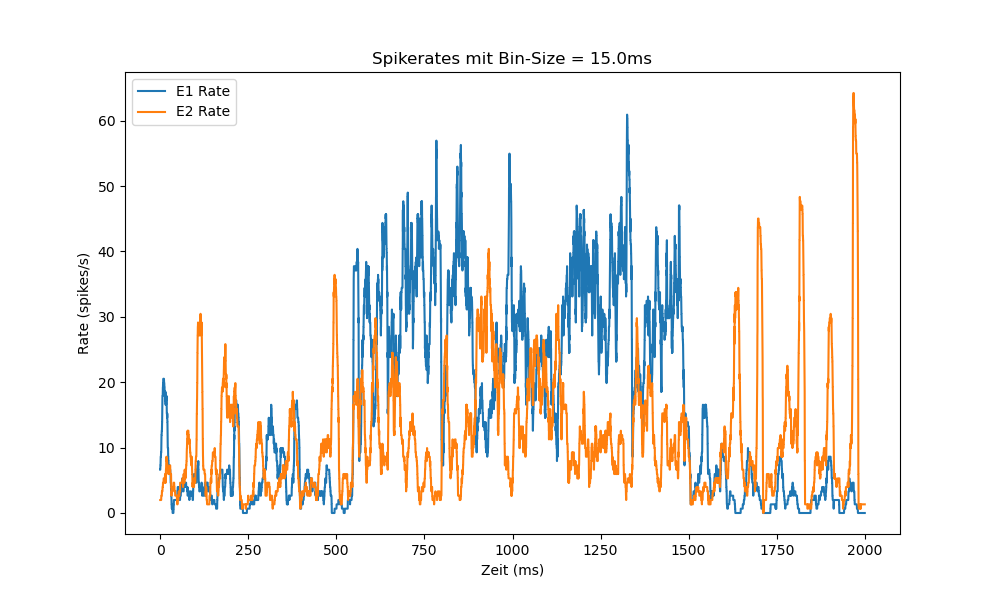 Spikerates mit Bin-Size = 15.0ms
E1 Rate
E2 Rate
Rate (spikes/s)
60
50
40
30
20
10
0
0 250 500 750 1000 1250 1500 1750 2000
Zeit (ms)